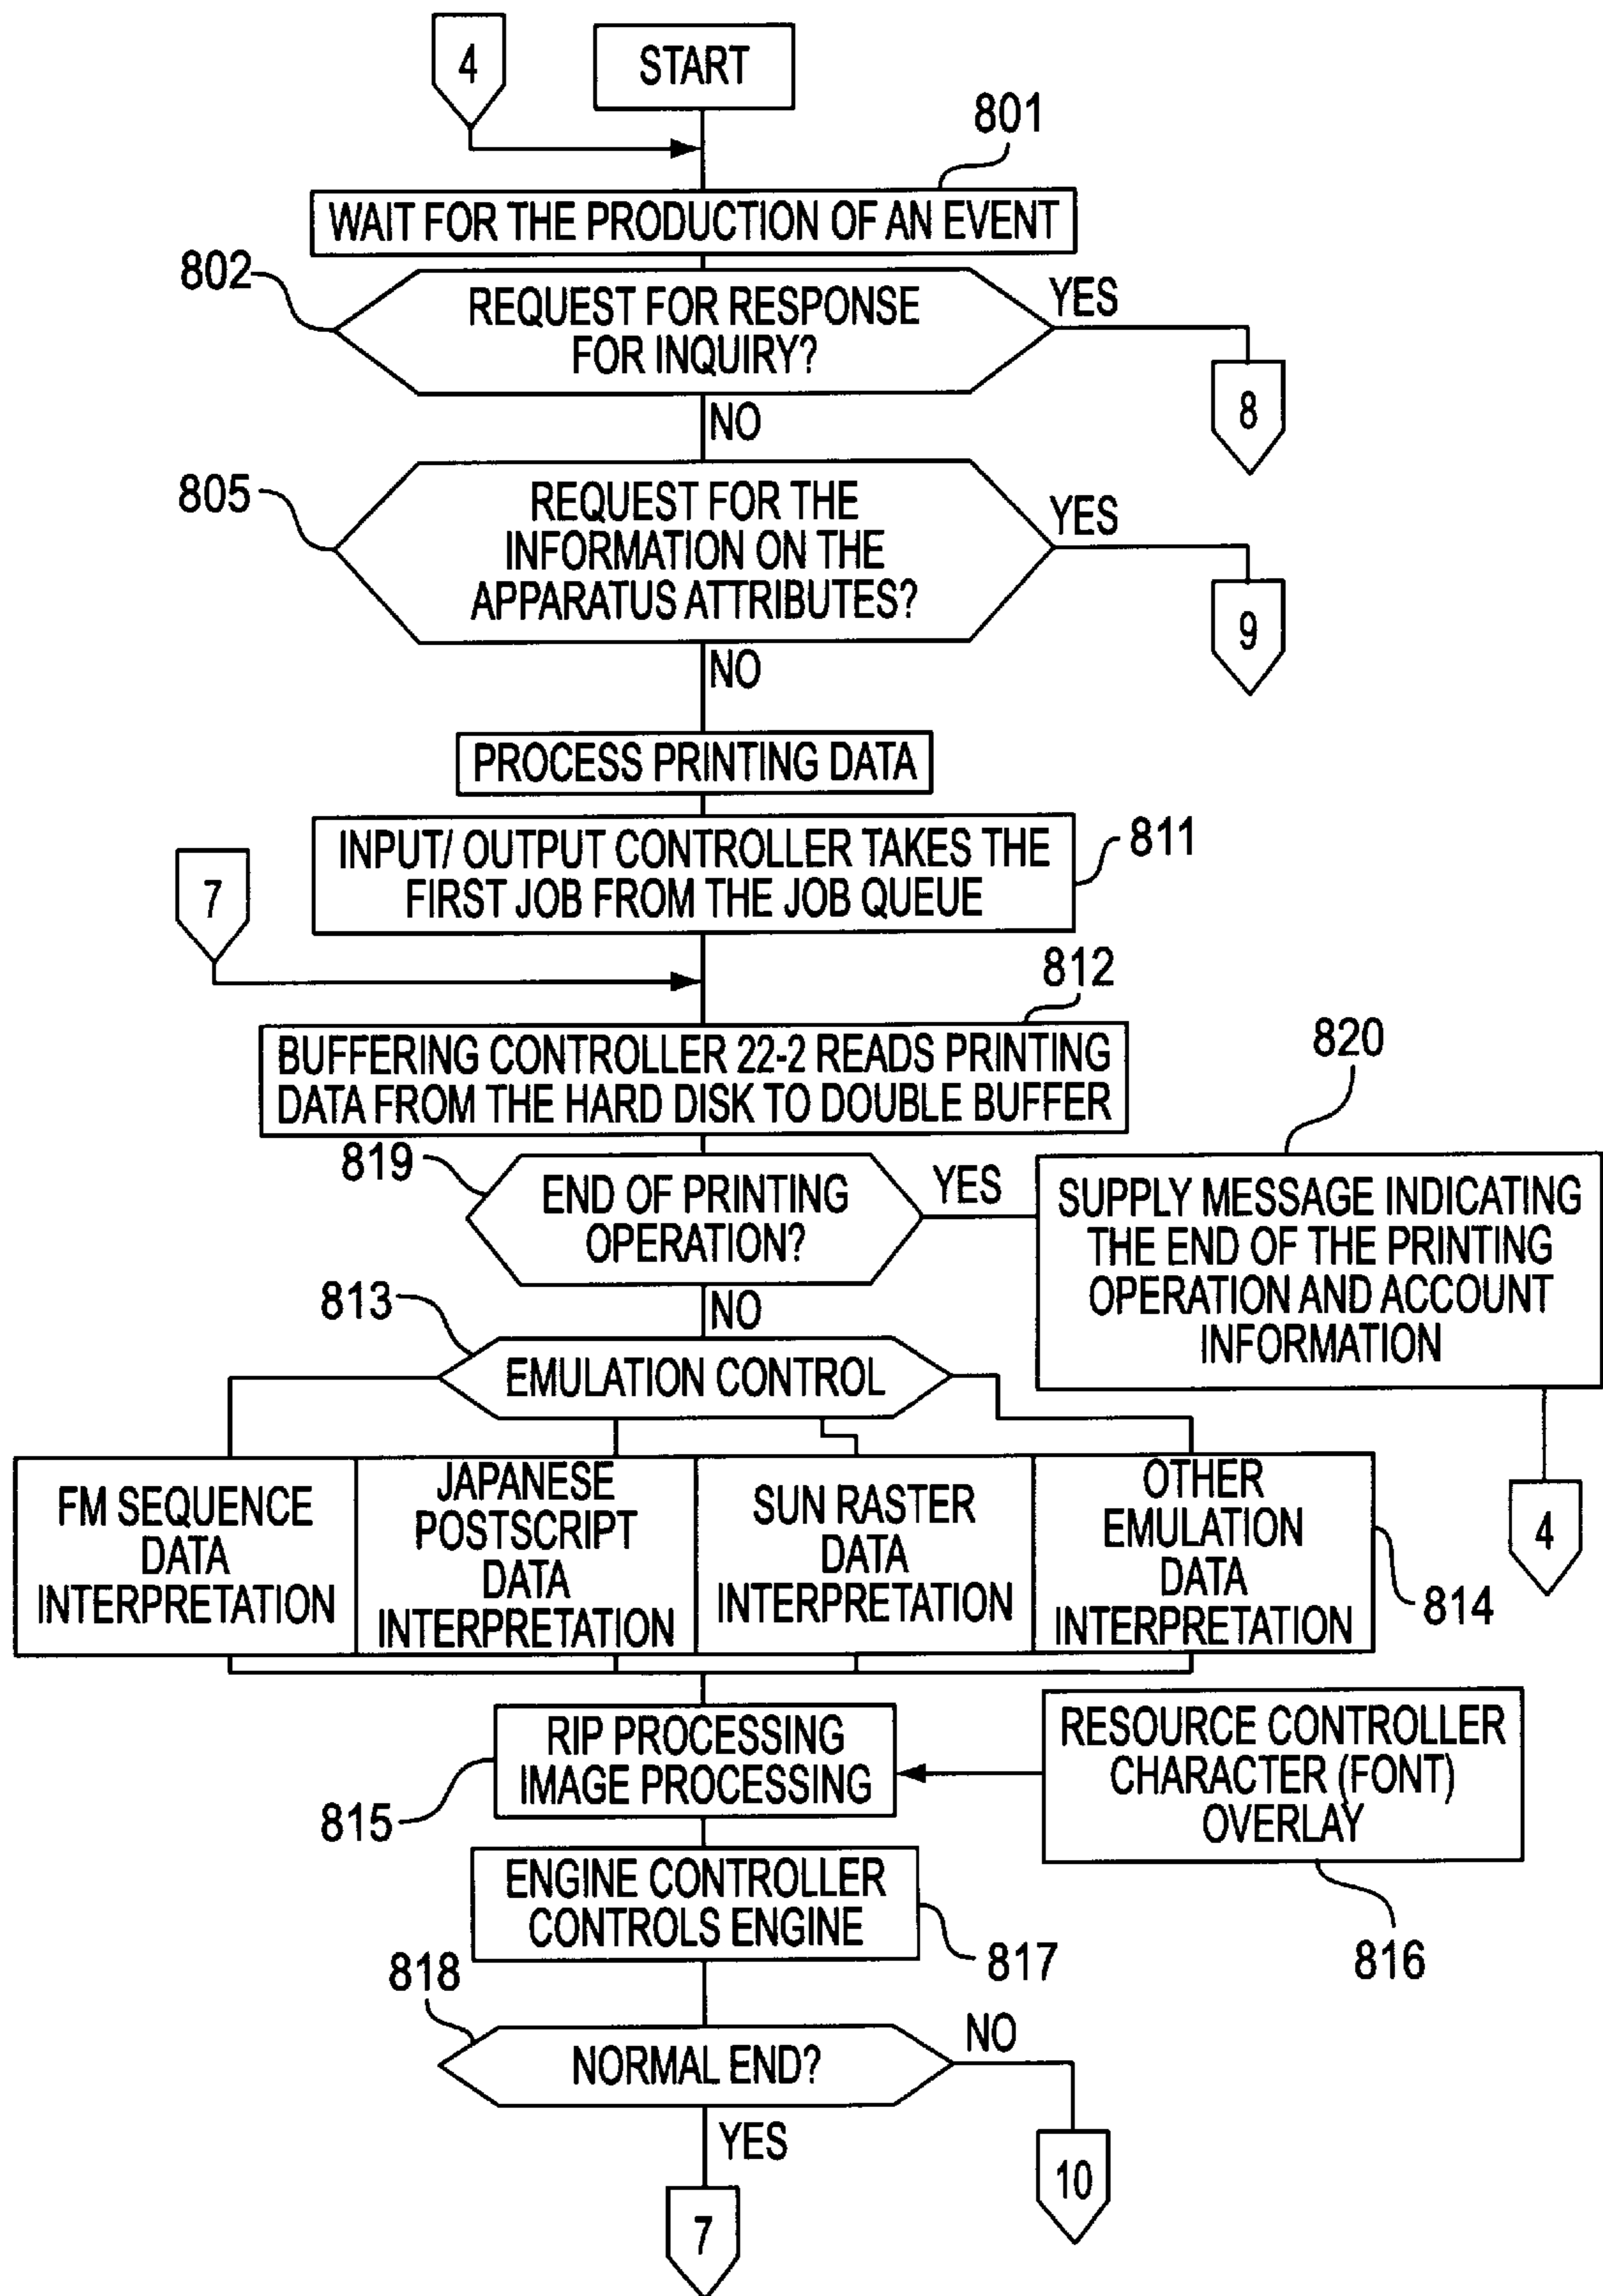 4
START
801
WAIT FOR THE PRODUCTION OF AN EVENT
802
REQUEST FOR RESPONSE
FOR INQUIRY?
YES
8
NO
805
REQUEST FOR THE
INFORMATION ON THE
APPARATUS ATTRIBUTES?
YES
9
NO
PROCESS PRINTING DATA
INPUT/ OUTPUT CONTROLLER TAKES THE
FIRST JOB FROM THE JOB QUEUE
811
7
812
BUFFERING CONTROLLER 22-2 READS PRINTING
DATA FROM THE HARD DISK TO DOUBLE BUFFER
819
END OF PRINTING
OPERATION?
YES
820
SUPPLY MESSAGE INDICATING
THE END OF THE PRINTING
OPERATION AND ACCOUNT
INFORMATION
4
NO
813
EMULATION CONTROL
FM SEQUENCE
DATA
INTERPRETATION
JAPANESE
POSTSCRIPT
DATA
INTERPRETATION
SUN RASTER
DATA
INTERPRETATION
OTHER
EMULATION
DATA
INTERPRETATION
814
RIP PROCESSING
IMAGE PROCESSING
815
RESOURCE CONTROLLER
CHARACTER (FONT)
OVERLAY
816
ENGINE CONTROLLER
CONTROLS ENGINE
817
818
NORMAL END?
NO
10
YES
7